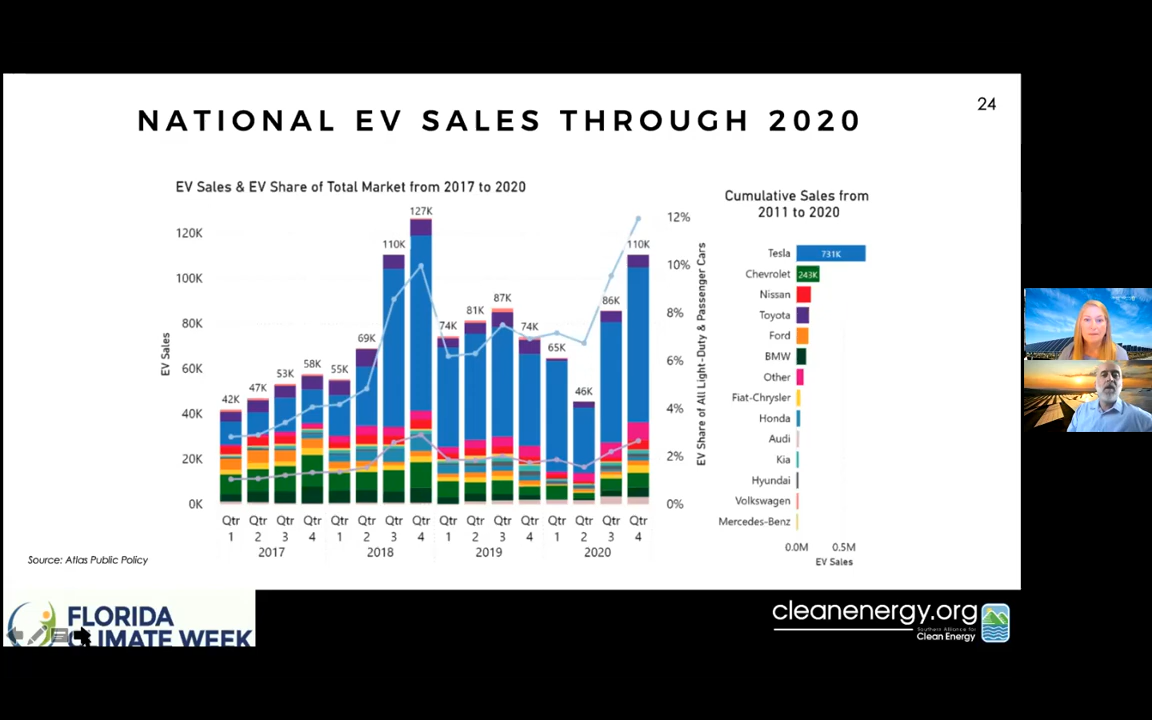 24
NATIONAL EV SALES THROUGH 2020
EV Sales & EV Share of Total Market from 2017 to 2020
EV Sales
120K
100K
80K
60K
40K
20K
0K
42K
47K
53K
58K
55K
69K
110K
127K
74K
81K
87K
74K
65K
46K
86K
110K
12%
10%
8%
6%
4%
2%
0%
EV Share of All Light-Duty & Passenger Cars
Qtr Qtr Qtr Qtr Qtr Qtr Qtr Qtr Qtr Qtr Qtr Qtr Qtr Qtr Qtr Qtr
1 2 3 4 1 2 3 4 1 2 3 4 1 2 3 4
2017 2018 2019 2020
Cumulative Sales from
2011 to 2020
Tesla 731K
Chevrolet 243K
Nissan
Toyota
Ford
BMW
Other
Fiat-Chrysler
Honda
Audi
Kia
Hyundai
Volkswagen
Mercedes-Benz
0.0M 0.5M
EV Sales
Source: Atlas Public Policy
FLORIDA
CLIMATE WEEK
cleanenergy.org
Southern Alliance for
Clean Energy